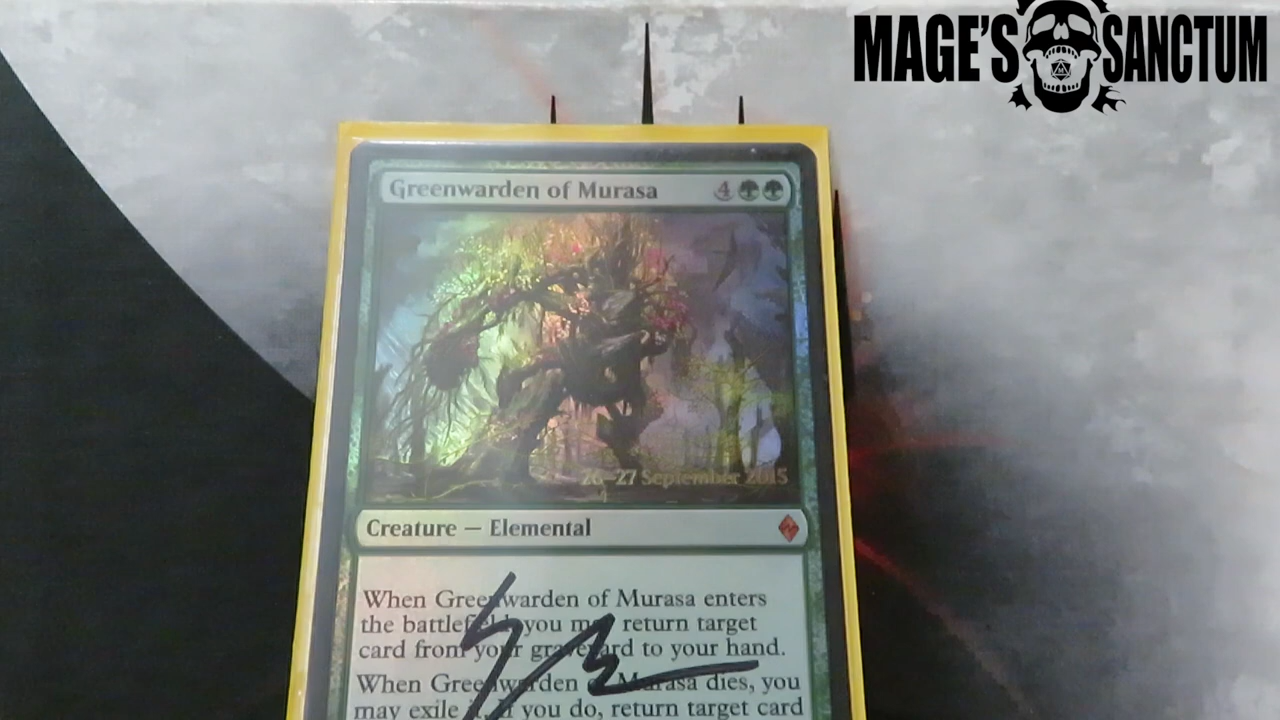 MAGE'S SANCTUM
Greenwarden of Murasa 4
26–27 September 2015
Creature — Elemental
When Greenwarden of Murasa enters
the battlefield, you may return target
card from your graveyard to your hand.
When Greenwarden of Murasa dies, you
may exile it. If you do, return target card